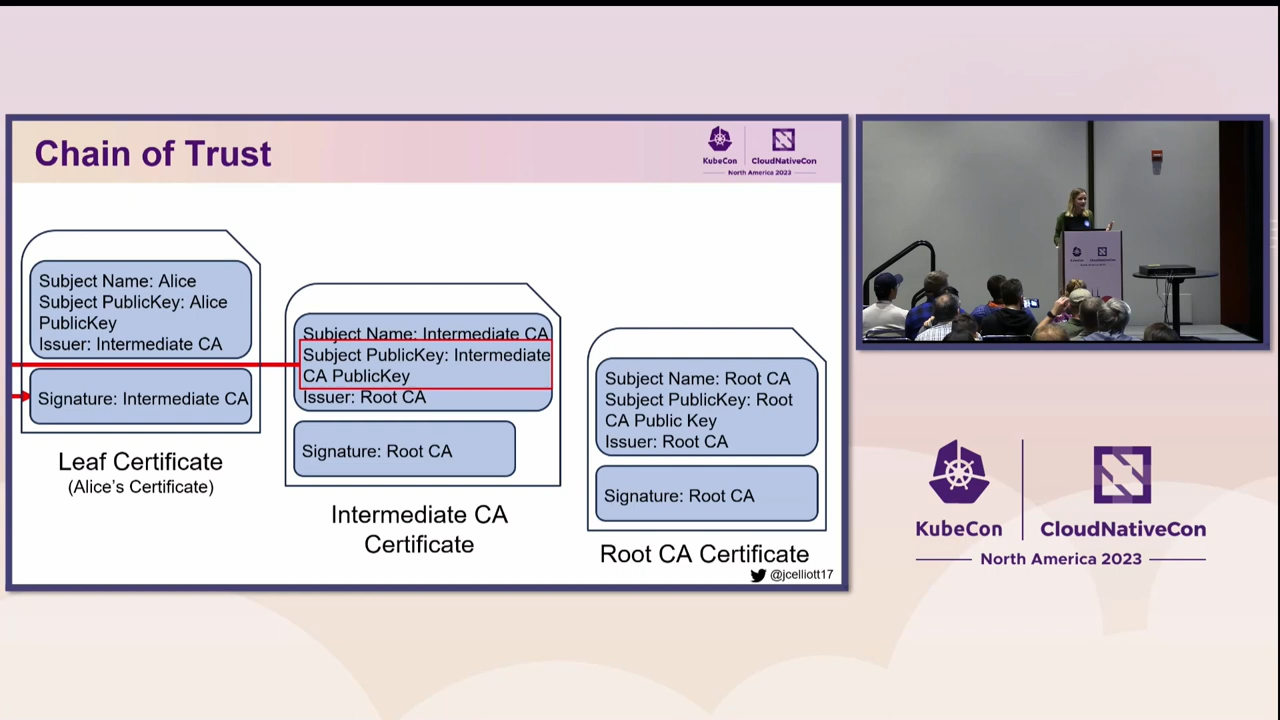 Chain of Trust
KubeCon
CloudNativeCon
North America 2023
Subject Name: Alice
Subject PublicKey: Alice
PublicKey
Issuer: Intermediate CA
Signature: Intermediate CA
Leaf Certificate
(Alice's Certificate)
Subject Name: Intermediate CA
Subject PublicKey: Intermediate
CA PublicKey
Issuer: Root CA
Signature: Root CA
Intermediate CA
Certificate
Subject Name: Root CA
Subject PublicKey: Root
CA Public Key
Issuer: Root CA
Signature: Root CA
Root CA Certificate
@jcelliott17
KubeCon
CloudNativeCon
North America 2023